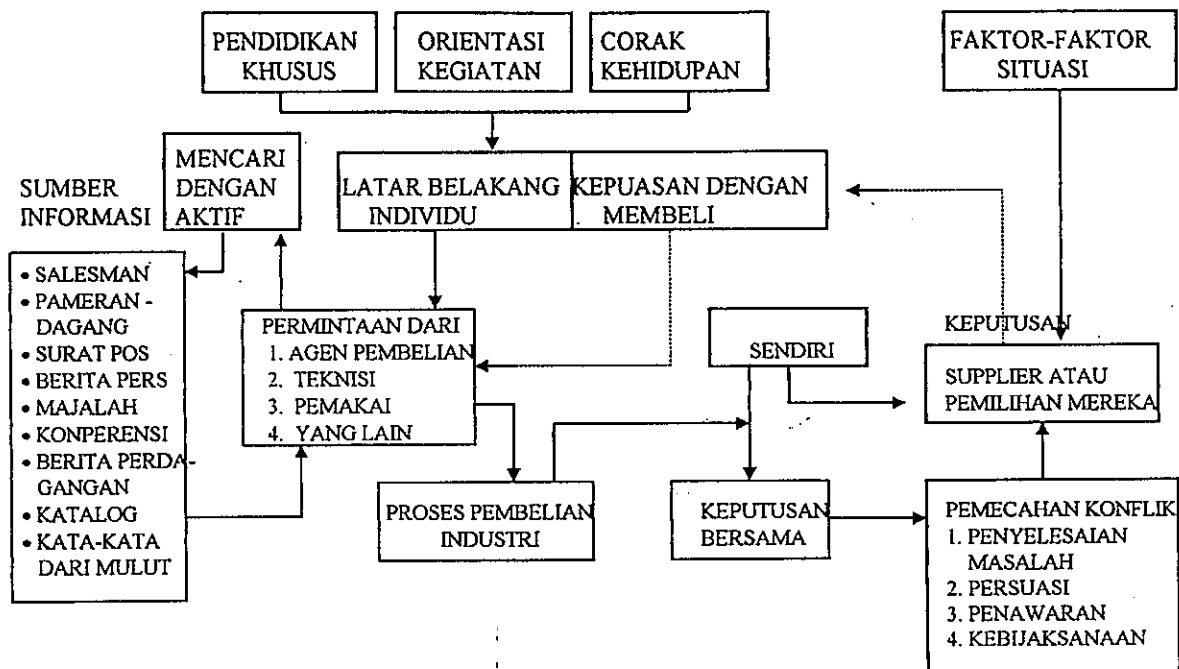 PENDIDIKAN
KHUSUS
ORIENTASI
KEGIATAN
CORAK
KEHIDUPAN
FAKTOR-FAKTOR
SITUASI
MENCARI
DENGAN
AKTIF
SUMBER
INFORMASI
LATAR BELAKANG
INDIVIDU
KEPUASAN DENGAN
MEMBELI
• SALESMAN
• PAMERAN -
DAGANG
• SURAT POS
• BERITA PERS
• MAJALAH
• KONPERENSI
• BERITA PERDA-
GANGAN
• KATALOG
• KATA-KATA
DARI MULUT
PERMINTAAN DARI
1. AGEN PEMBELIAN
2. TEKNISI
3. PEMAKAI
4. YANG LAIN
SENDIRI
KEPUTUSAN
SUPPLIER ATAU
PEMILIHAN MEREKA
PROSES PEMBELIAN
INDUSTRI
KEPUTUSAN
BERSAMA
PEMECAHAN KONFLIK
1. PENYELESAIAN
MASALAH
2. PERSUASI
3. PENAWARAN
4. KEBIJAKSANAAN